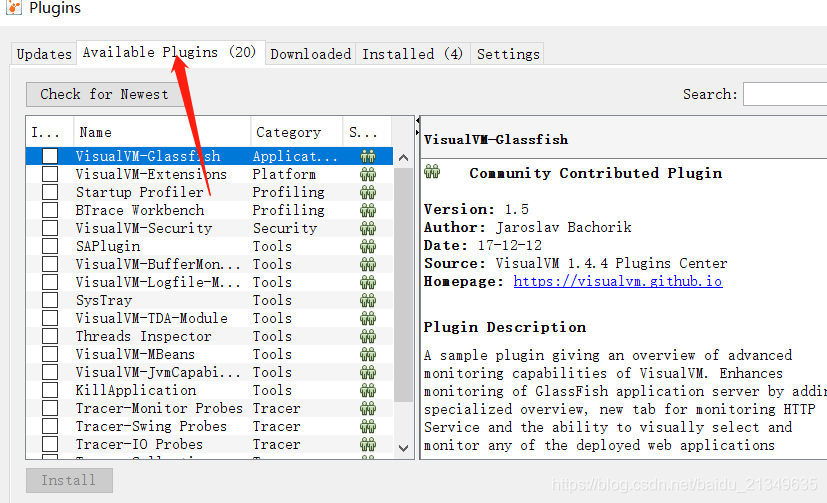 Plugins
Updates Available Plugins (20) Downloaded Installed (4) Settings
Check for Newest
Search:
I... Name Category S...
VisualVM-Glassfish Applicat...
VisualVM-Extensions Platform
Startup Profiler Profiling
BTrace Workbench Profiling
VisualVM-Security Security
SAPlugin Tools
VisualVM-BufferMon... Tools
VisualVM-Logfile-M... Tools
SysTray Tools
VisualVM-TDA-Module Tools
Threads Inspector Tools
VisualVM-MBeans Tools
VisualVM-JvmCapabi... Tools
KillApplication Tools
Tracer-Monitor Probes Tracer
Tracer-Swing Probes Tracer
Tracer-IO Probes Tracer
Install
VisualVM-Glassfish
Community Contributed Plugin
Version: 1.5
Author: Jaroslav Bachorik
Date: 17-12-12
Source: VisualVM 1.4.4 Plugins Center
Homepage: https://visualvm.github.io
Plugin Description
A sample plugin giving an overview of advanced
monitoring capabilities of VisualVM. Enhances
monitoring of GlassFish application server by addin
specialized overview, new tab for monitoring HTTP
Service and the ability to visually select and
monitor any of the deployed web applications
https://blog.csdn.net/baidu_21349635